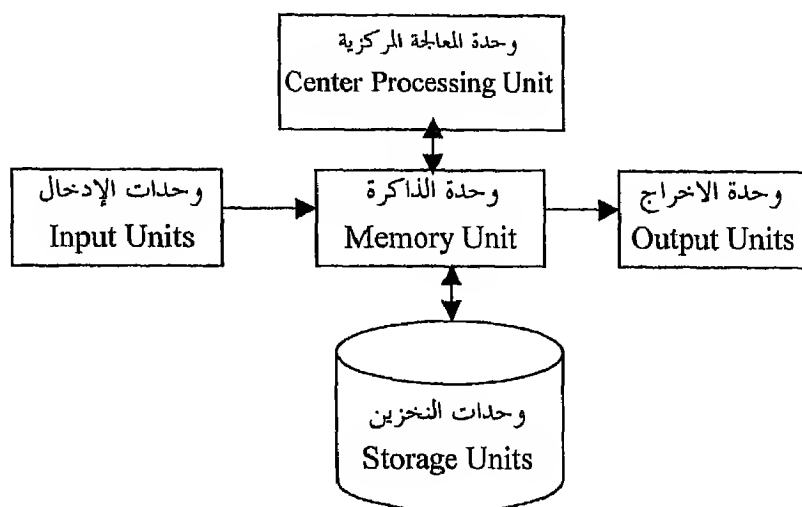 وحدة المعالجة المركزية
Center Processing Unit
وحدات الإدخال
Input Units
وحدة الذاكرة
Memory Unit
وحدة الاخراج
Output Units
وحدات النخزين
Storage Units